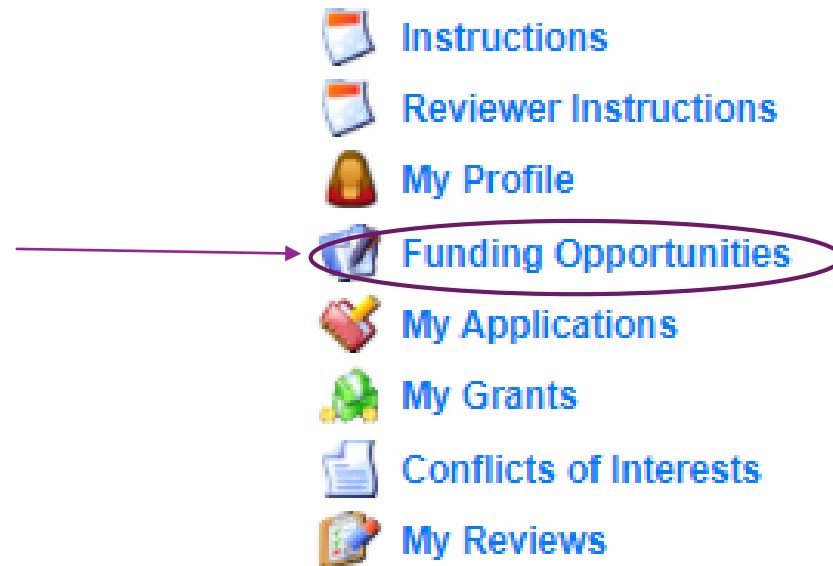 Instructions
Reviewer Instructions
My Profile
Funding Opportunities
My Applications
My Grants
Conflicts of Interests
My Reviews